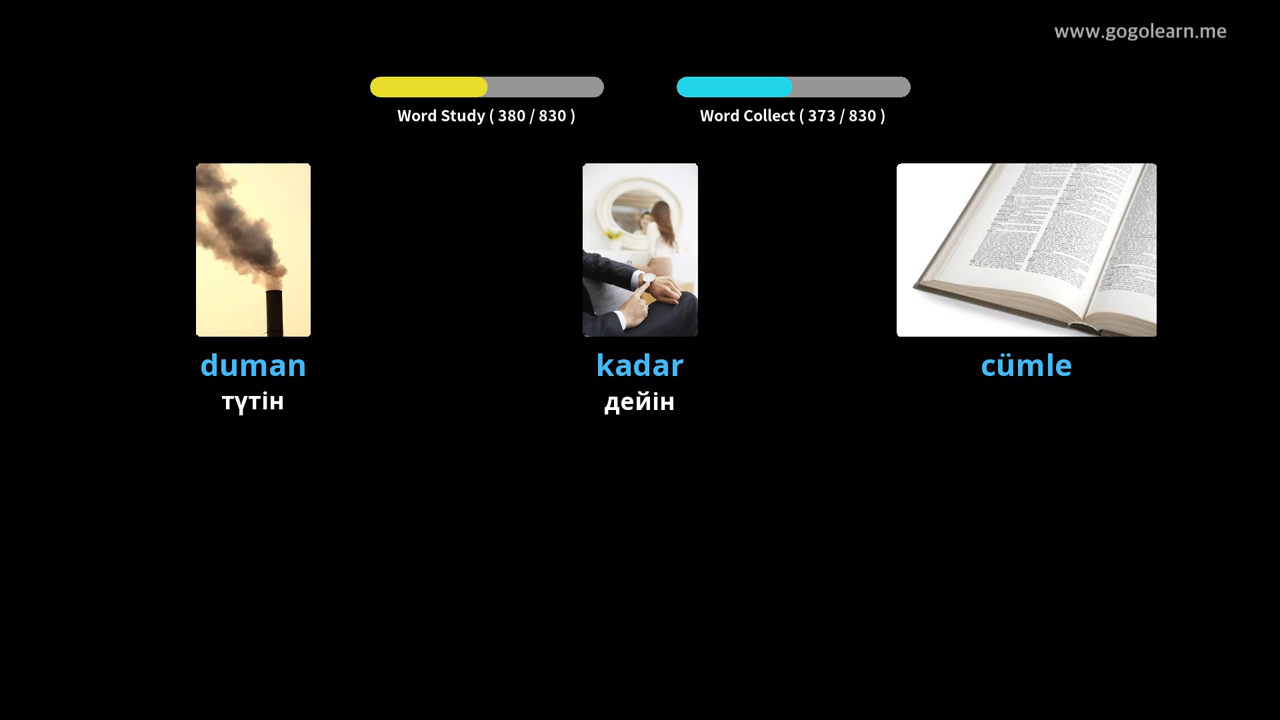 www.gogolearn.me
Word Study ( 380 / 830 )
Word Collect ( 373 / 830 )
duman
kadar
cümle
түтін
дейін